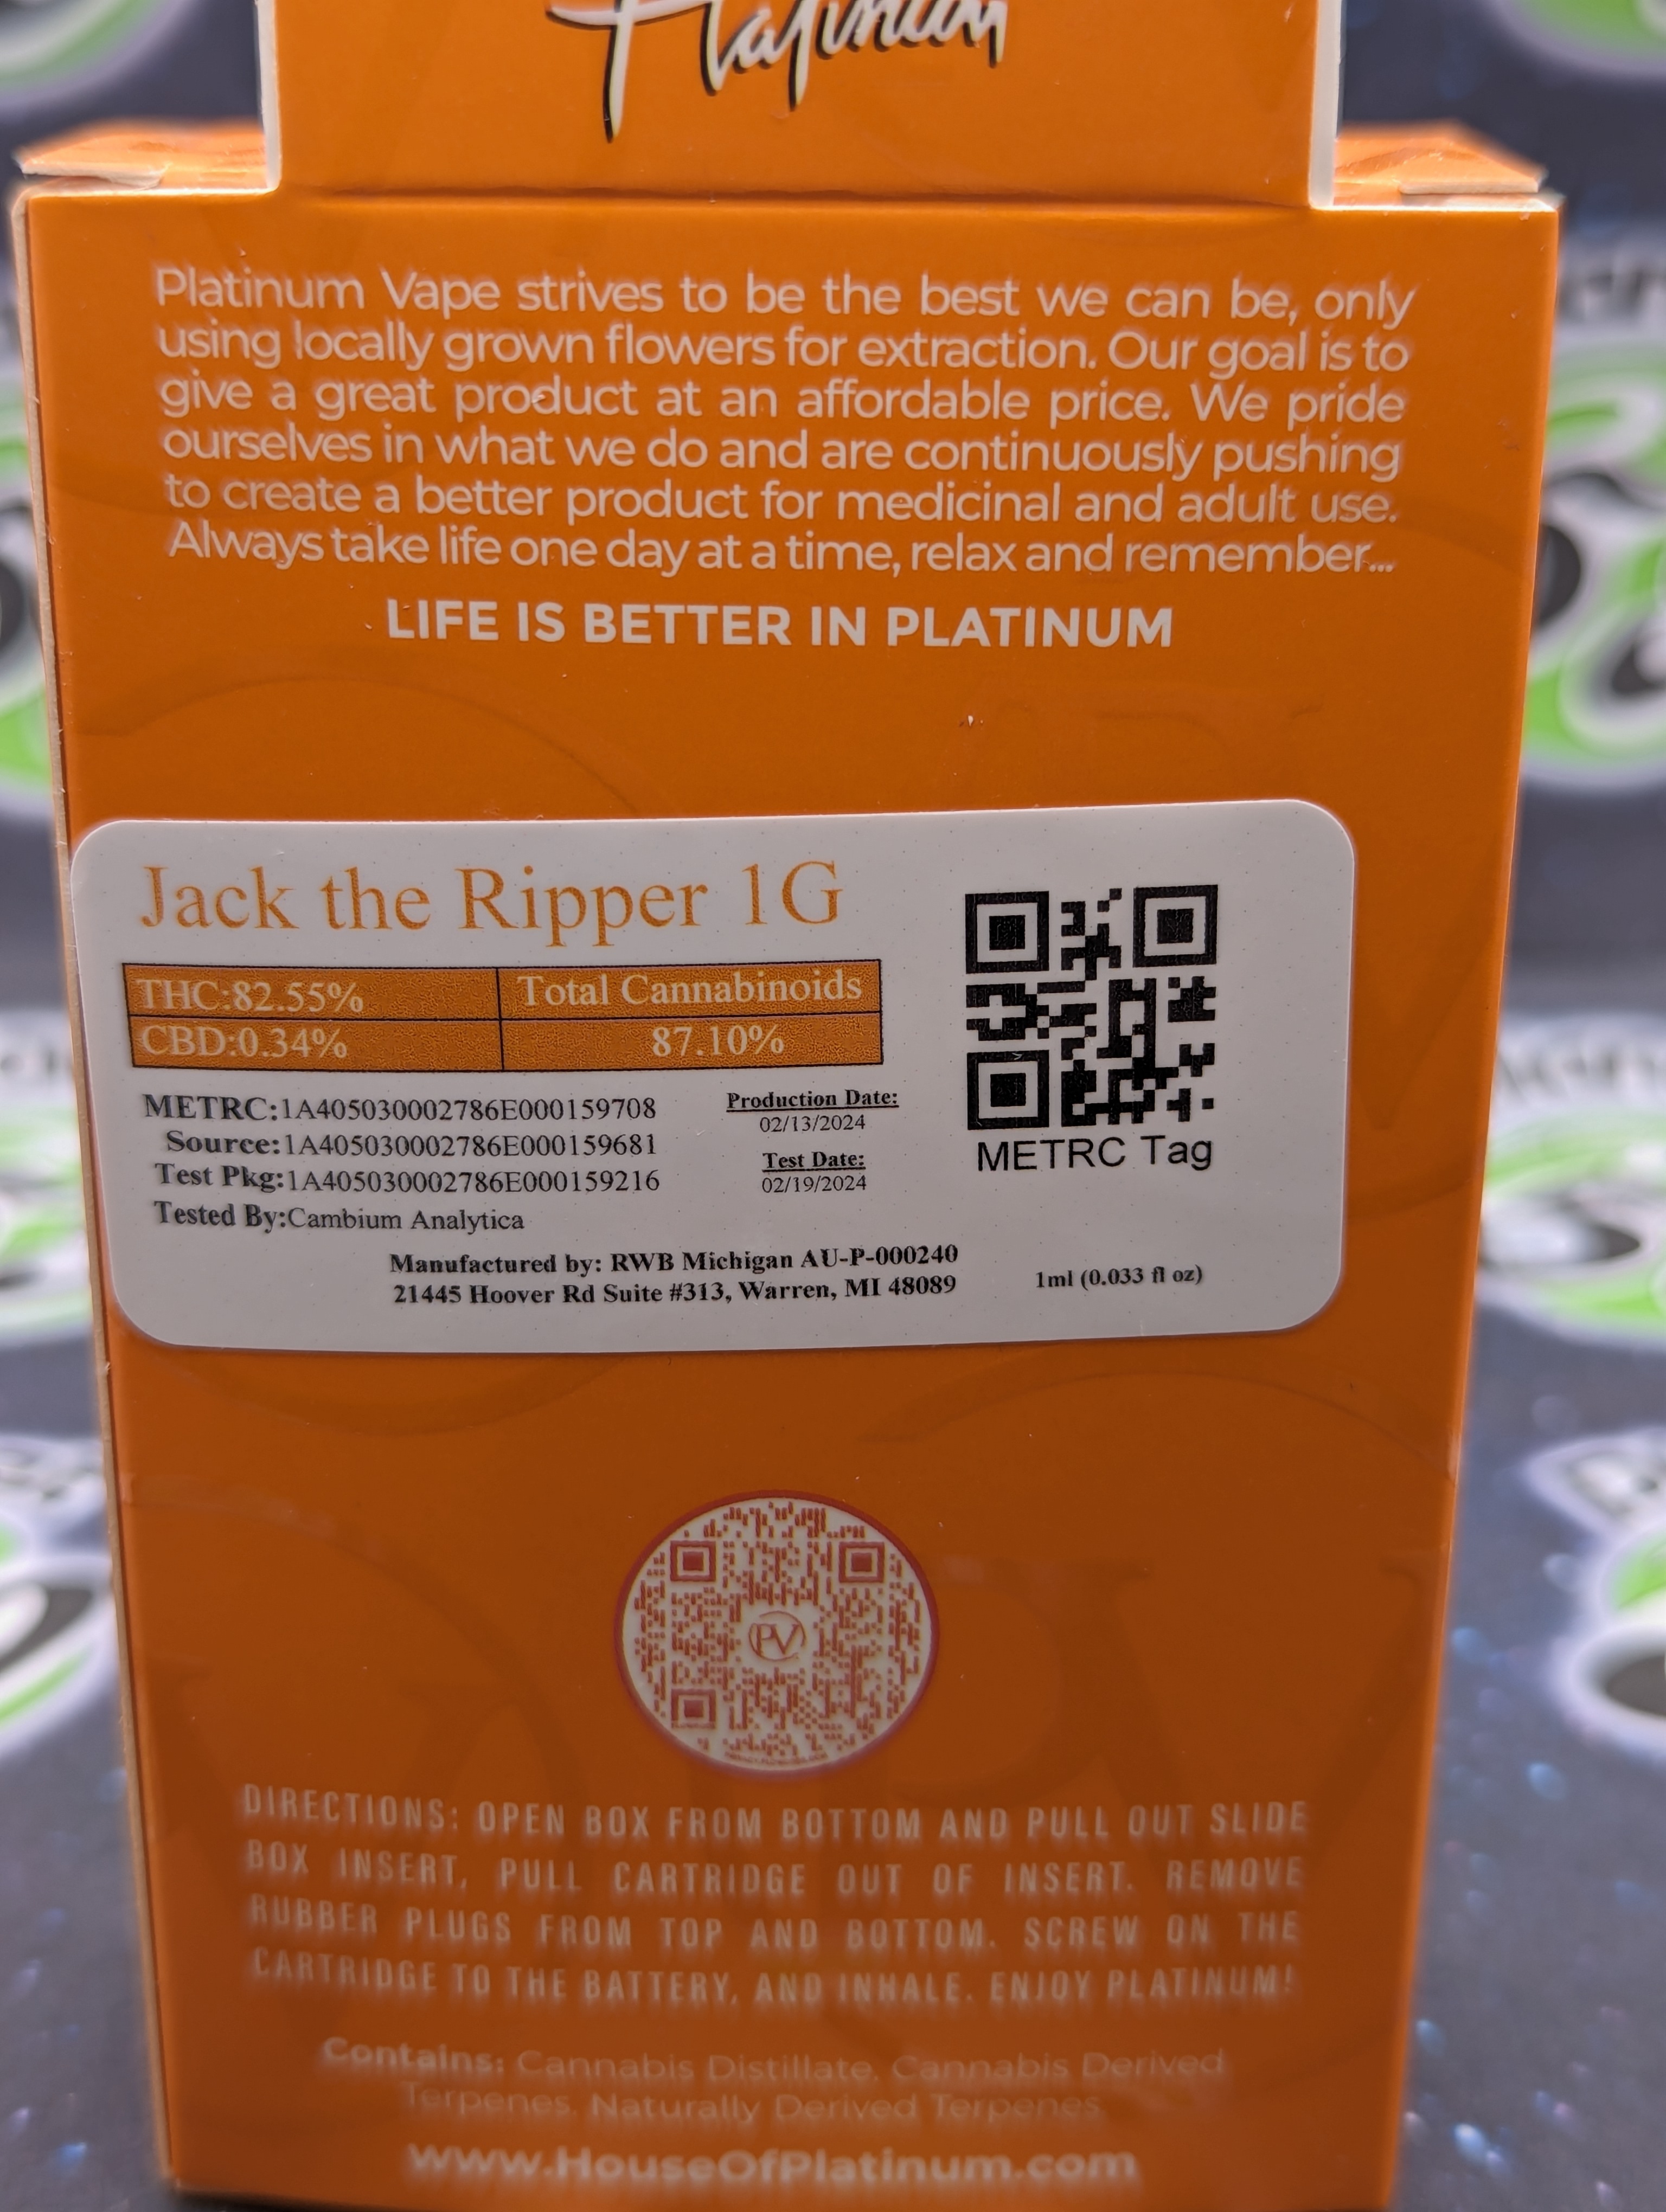 Platinum
Platinum Vape strives to be the best we can be, only
using locally grown flowers for extraction. Our goal is to
give a great product at an affordable price. We pride
ourselves in what we do and are continuously pushing
to create a better product for medicinal and adult use.
Always take life one day at a time, relax and remember...
LIFE IS BETTER IN PLATINUM
Jack the Ripper 1G
THC:82.55% Total Cannabinoids
CBD:0.34% 87.10%
METRC:1A405030002786E000159708
Source:1A405030002786E000159681
Test Pkg:1A405030002786E000159216
Tested By:Cambium Analytica
Production Date:
02/13/2024
Test Date:
02/19/2024
METRC Tag
Manufactured by: RWB Michigan AU-P-000240
21445 Hoover Rd Suite #313, Warren, MI 48089
1ml (0.033 fl oz)
PV
DIRECTIONS: OPEN BOX FROM BOTTOM AND PULL OUT SLIDE
BOX INSERT, PULL CARTRIDGE OUT OF INSERT. REMOVE
RUBBER PLUGS FROM TOP AND BOTTOM. SCREW ON THE
CARTRIDGE TO THE BATTERY, AND INHALE. ENJOY PLATINUM!
Contains: Cannabis Distillate, Cannabis Derived
Terpenes, Naturally Derived Terpenes
www.HouseOfPlatinum.com